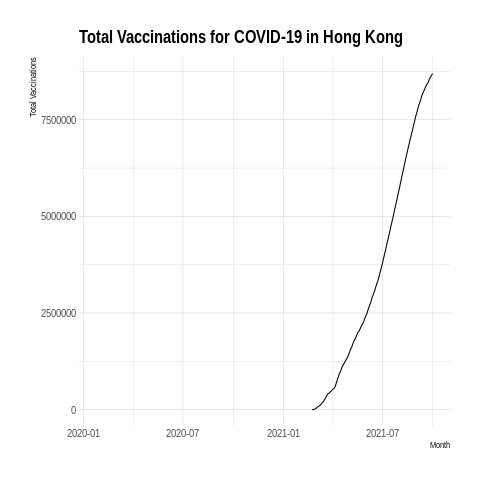 Total Vaccinations for COVID-19 in Hong Kong
Total Vaccinations
7500000
5000000
2500000
0
2020-01 2020-07 2021-01 2021-07
Month